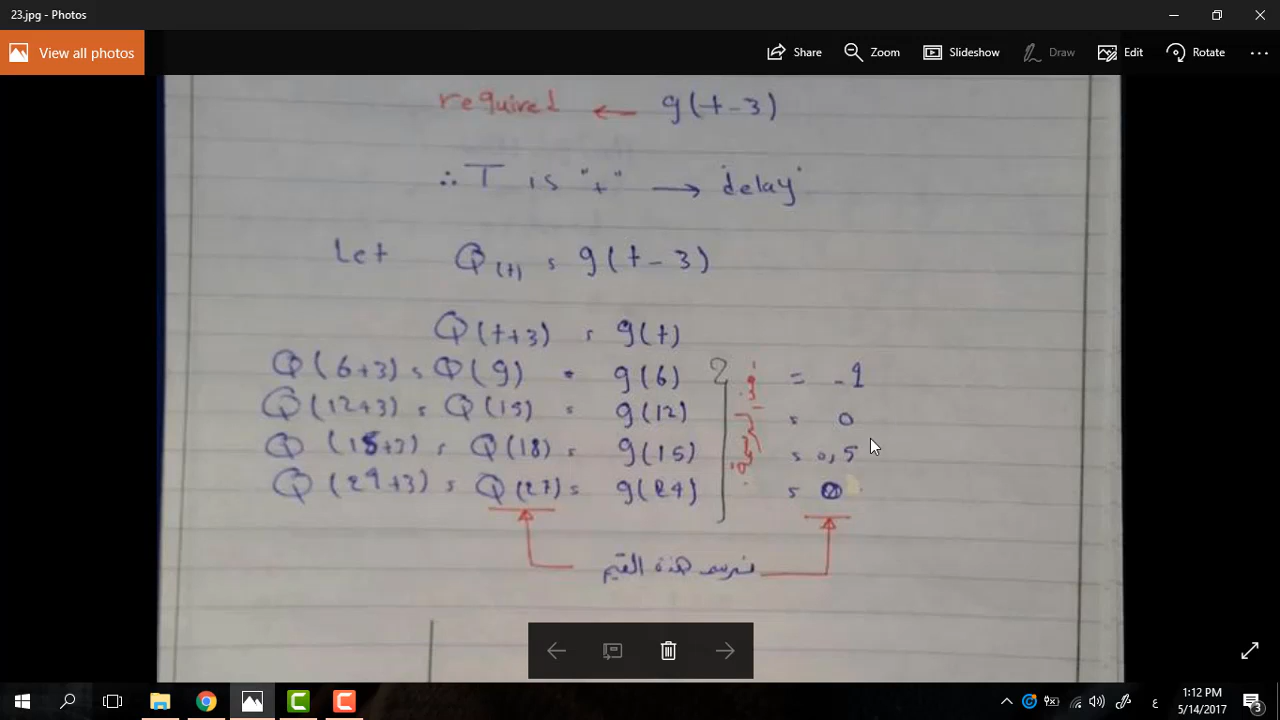 23.jpg - Photos
View all photos
Share
Zoom
Slideshow
Draw
Edit
Rotate
required ← g(t-3)
∴ T is "+" → "delay"
Let Q(t) = g(t-3)
Q(t+3) = g(t)
Q(6+3) = Q(9) = g(6) = -1
Q(12+3) = Q(15) = g(12) = 0
Q(15+3) = Q(18) = g(15) = 0,5
Q(24+3) = Q(27) = g(24) = 0
نرسم هذه القيم
ع
1:12 PM
5/14/2017